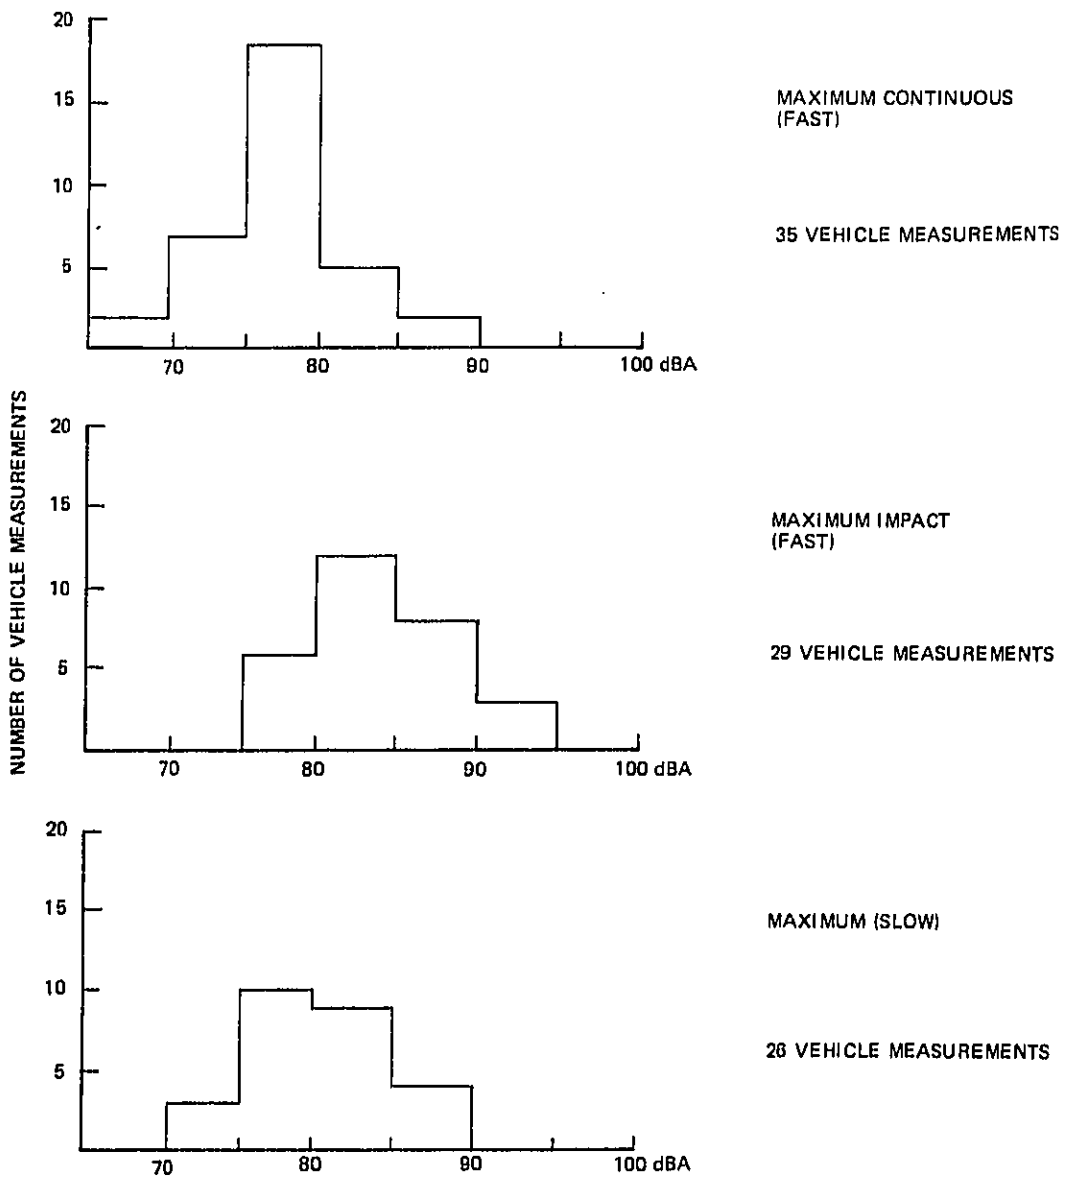 20
15
10
5
70 80 90 100 dBA
MAXIMUM CONTINUOUS
(FAST)
35 VEHICLE MEASUREMENTS
NUMBER OF VEHICLE MEASUREMENTS
20
15
10
5
70 80 90 100 dBA
MAXIMUM IMPACT
(FAST)
29 VEHICLE MEASUREMENTS
20
15
10
5
70 80 90 100 dBA
MAXIMUM (SLOW)
26 VEHICLE MEASUREMENTS